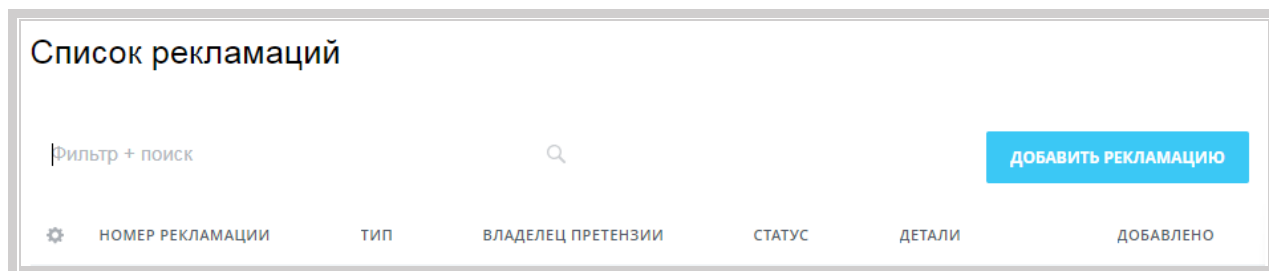 Список рекламаций
Фильтр + поиск
ДОБАВИТЬ РЕКЛАМАЦИЮ
НОМЕР РЕКЛАМАЦИИ ТИП ВЛАДЕЛЕЦ ПРЕТЕНЗИИ СТАТУС ДЕТАЛИ ДОБАВЛЕНО